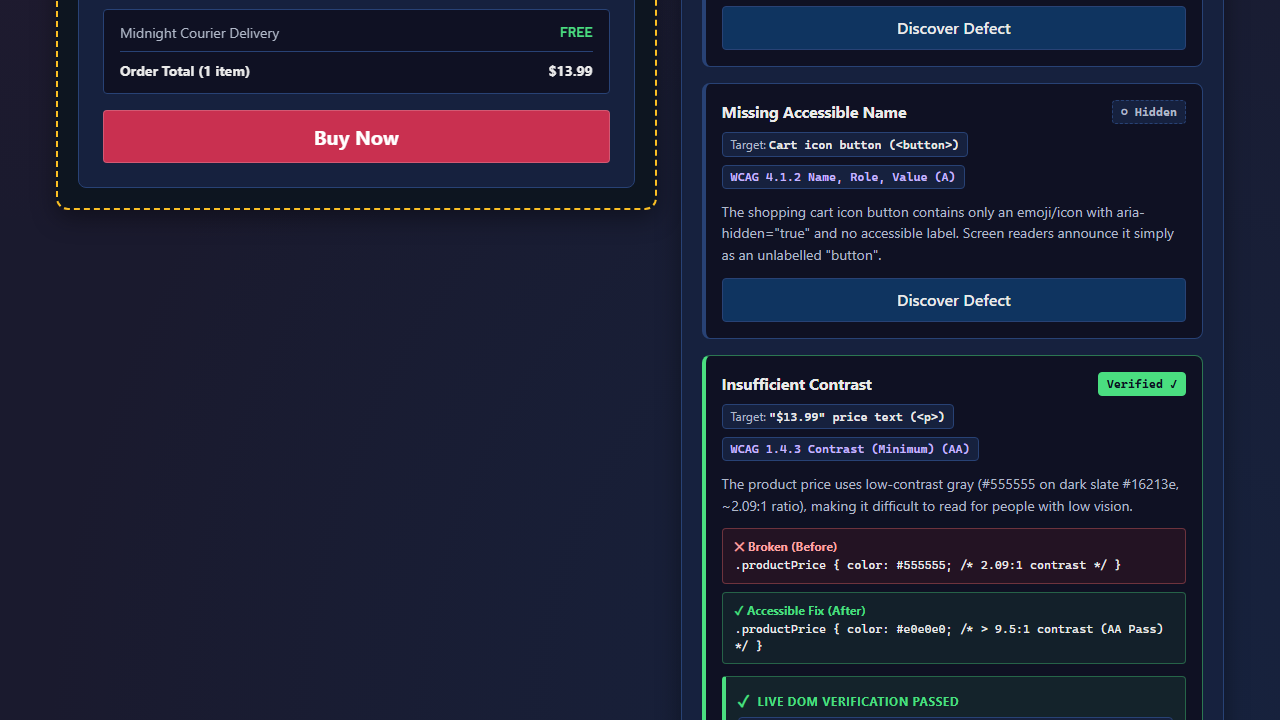 Midnight Courier Delivery FREE
Order Total (1 item) $13.99
Buy Now
Discover Defect
Missing Accessible Name
Hidden
Target: Cart icon button (<button>)
WCAG 4.1.2 Name, Role, Value (A)
The shopping cart icon button contains only an emoji/icon with aria-
hidden="true" and no accessible label. Screen readers announce it simply
as an unlabelled "button".
Discover Defect
Insufficient Contrast
Verified ✓
Target: "$13.99" price text (<p>)
WCAG 1.4.3 Contrast (Minimum) (AA)
The product price uses low-contrast gray (#555555 on dark slate #16213e,
~2.09:1 ratio), making it difficult to read for people with low vision.
❌ Broken (Before)
.productPrice { color: #555555; /* 2.09:1 contrast */ }
✓ Accessible Fix (After)
.productPrice { color: #e0e0e0; /* > 9.5:1 contrast (AA Pass)
*/ }
✓ LIVE DOM VERIFICATION PASSED